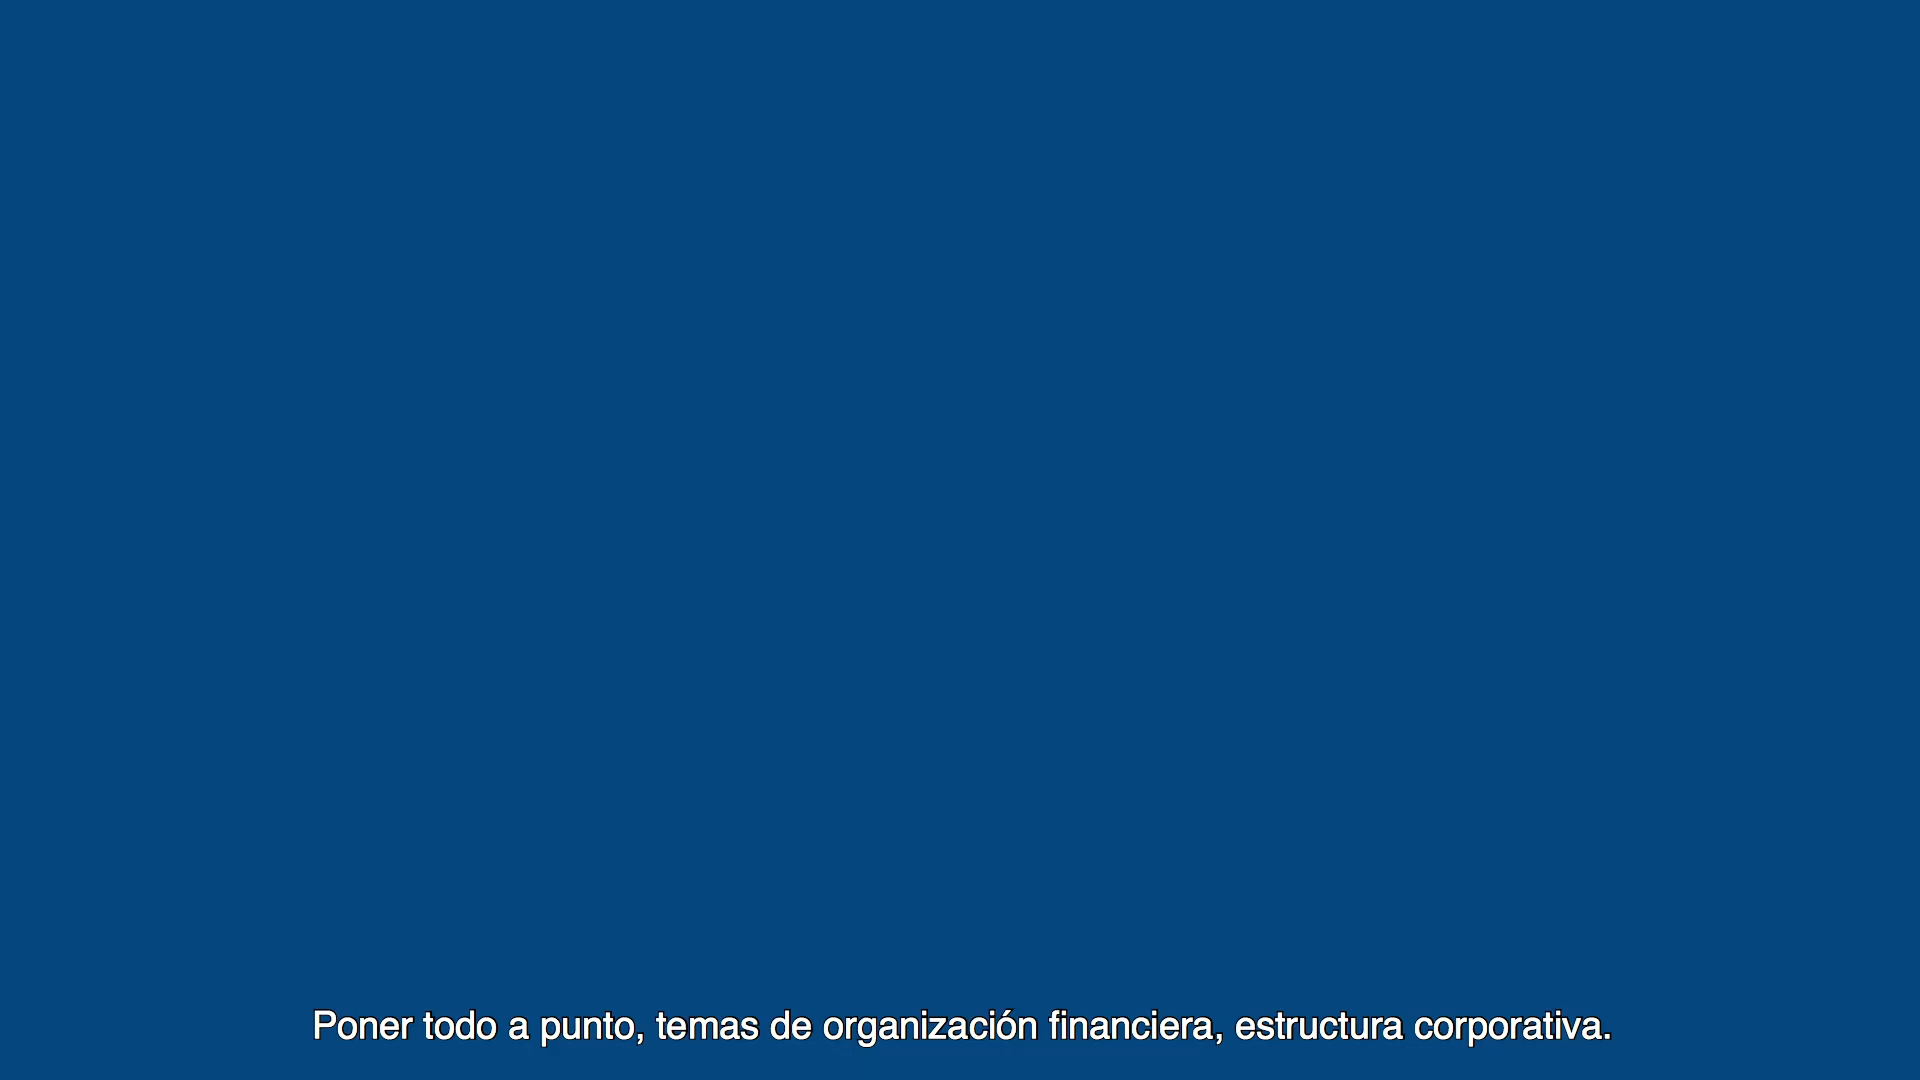 Poner todo a punto, temas de organización financiera, estructura corporativa.